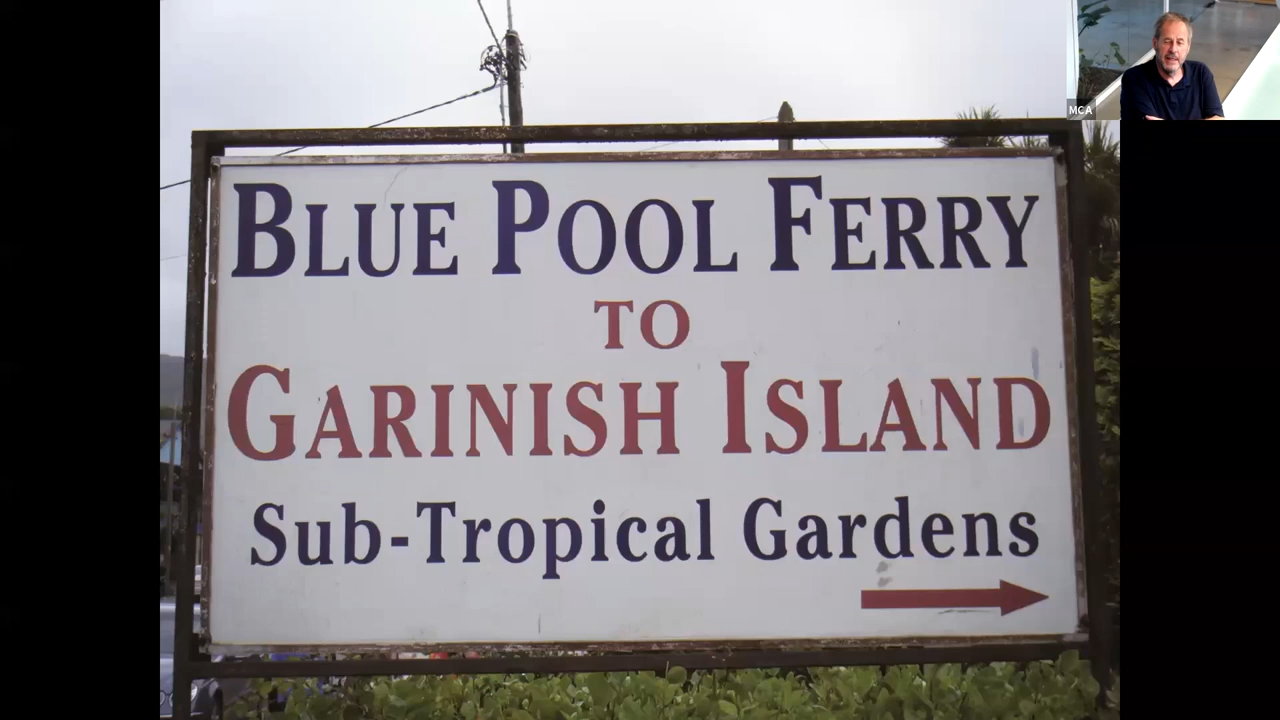 BLUE POOL FERRY
TO
GARINISH ISLAND
Sub-Tropical Gardens
MCA